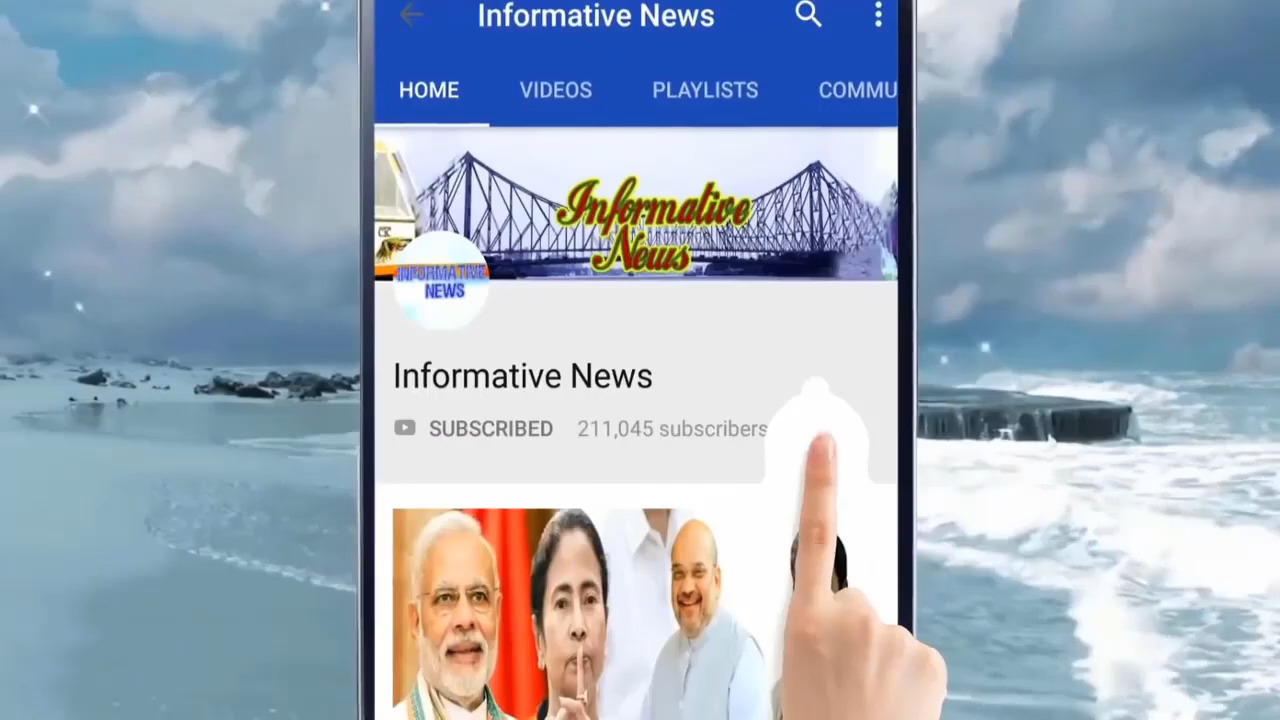 Informative News
HOME VIDEOS PLAYLISTS COMMU
Informative
News
INFORMATIVE
NEWS
Informative News
SUBSCRIBED 211,045 subscribers